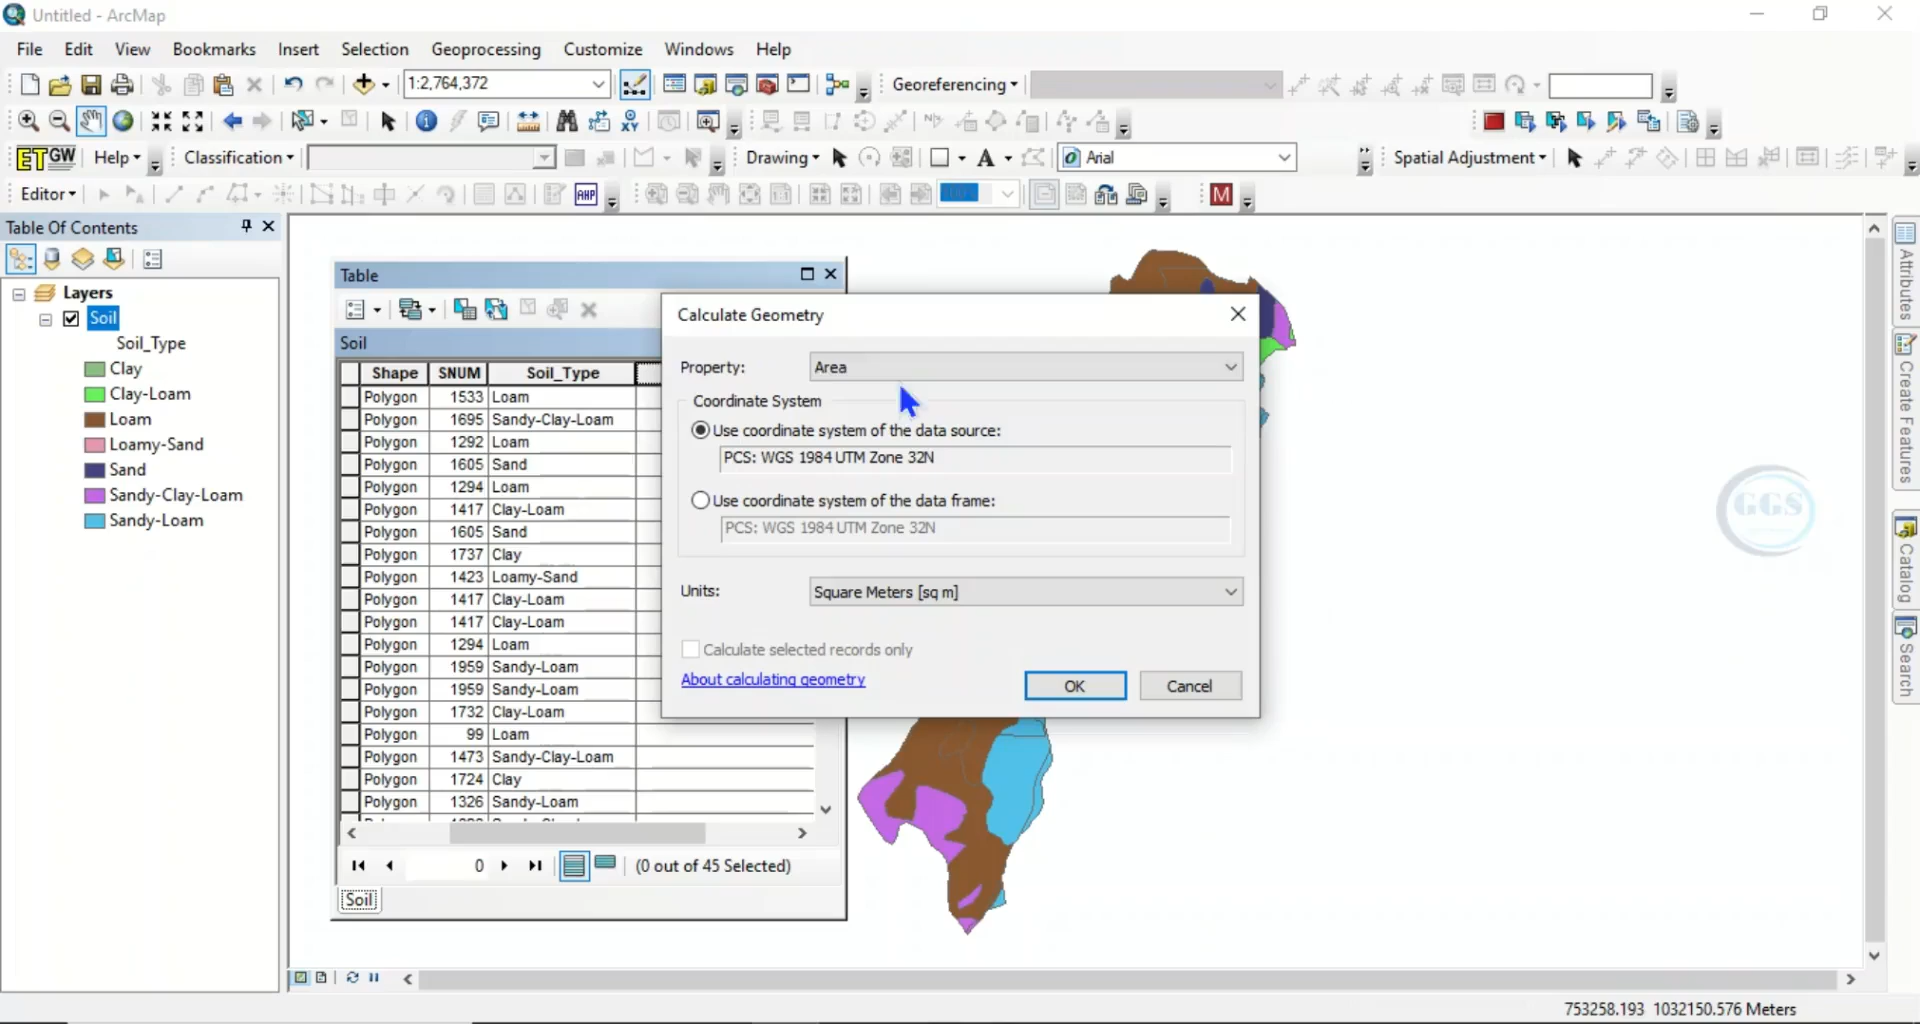 Untitled - ArcMap
File Edit View Bookmarks Insert Selection Geoprocessing Customize Windows Help
1:2,764,372 Georeferencing
ET GW Help Classification Drawing A Arial Spatial Adjustment
Editor AHP M
Table Of Contents
Layers
Soil
Soil_Type
Clay
Clay-Loam
Loam
Loamy-Sand
Sand
Sandy-Clay-Loam
Sandy-Loam
Table
Soil
Shape SNUM Soil_Type
Polygon 1533 Loam
Polygon 1695 Sandy-Clay-Loam
Polygon 1292 Loam
Polygon 1605 Sand
Polygon 1294 Loam
Polygon 1417 Clay-Loam
Polygon 1605 Sand
Polygon 1737 Clay
Polygon 1423 Loamy-Sand
Polygon 1417 Clay-Loam
Polygon 1417 Clay-Loam
Polygon 1294 Loam
Polygon 1959 Sandy-Loam
Polygon 1959 Sandy-Loam
Polygon 1732 Clay-Loam
Polygon 99 Loam
Polygon 1473 Sandy-Clay-Loam
Polygon 1724 Clay
Polygon 1326 Sandy-Loam
0 (0 out of 45 Selected)
Soil
Calculate Geometry
Property: Area
Coordinate System
Use coordinate system of the data source:
PCS: WGS 1984 UTM Zone 32N
Use coordinate system of the data frame:
PCS: WGS 1984 UTM Zone 32N
Units: Square Meters [sq m]
Calculate selected records only
About calculating geometry
OK Cancel
GGS
Attributes
Create Features
Catalog
Search
753258.193 1032150.576 Meters